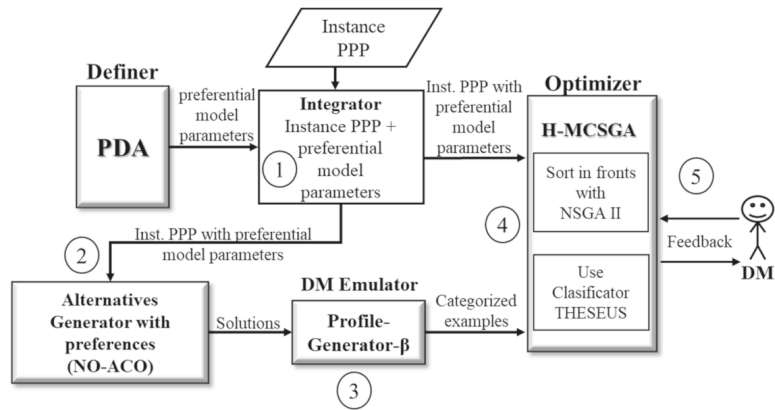 Instance
PPP
Definer
PDA
preferential
model
parameters
Integrator
Instance PPP +
preferential
model
parameters
1
Inst. PPP with
preferential
model
parameters
Optimizer
H-MCSGA
Sort in fronts
with
NSGA II
Use
Clasificator
THESEUS
4
5
Feedback
DM
2
Inst. PPP with preferential
model parameters
Alternatives
Generator with
preferences
(NO-ACO)
Solutions
DM Emulator
Profile-
Generator-β
3
Categorized
examples